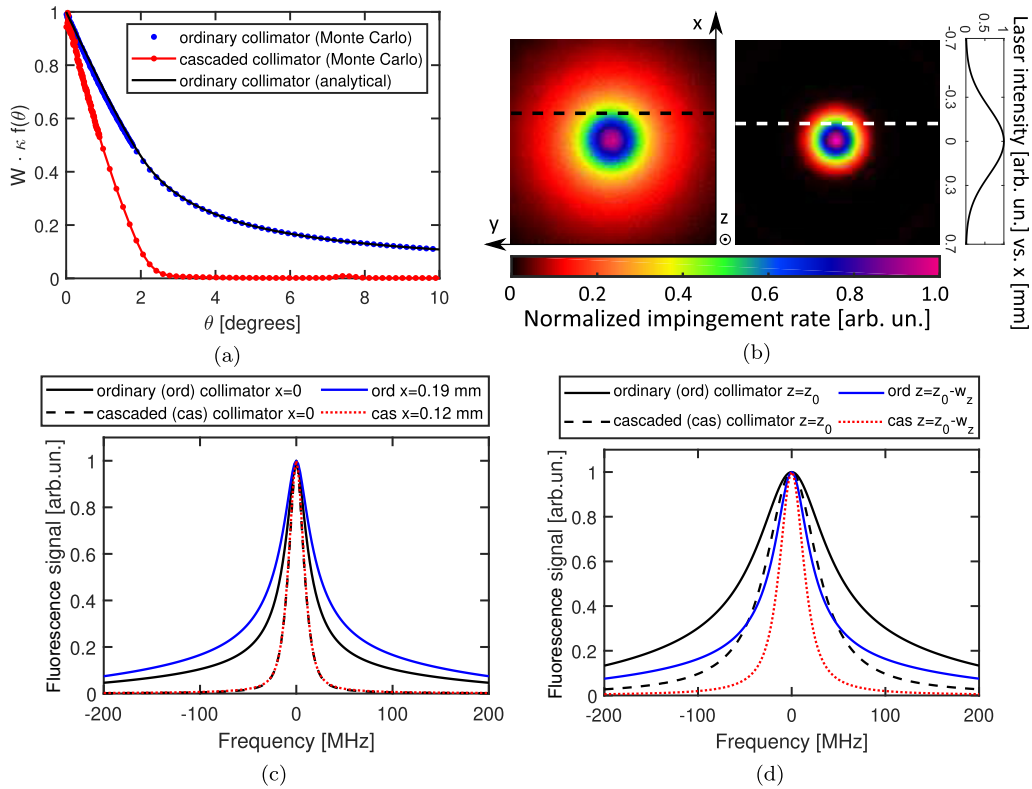 1
0.8
0.6
0.4
0.2
0
0 2 4 6 8 10
W · κ f(θ)
θ [degrees]
ordinary collimator (Monte Carlo)
cascaded collimator (Monte Carlo)
ordinary collimator (analytical)
(a)
x
y
z
0 0.2 0.4 0.6 0.8 1.0
Normalized impingement rate [arb. un.]
0 0.5 1
-0.7 -0.3 0 0.3 0.7
Laser intensity [arb. un.] vs. x [mm]
(b)
ordinary (ord) collimator x=0
ord x=0.19 mm
cascaded (cas) collimator x=0
cas x=0.12 mm
1
0.8
0.6
0.4
0.2
0
-200 -100 0 100 200
Fluorescence signal [arb.un.]
Frequency [MHz]
(c)
ordinary (ord) collimator z=z₀
ord z=z₀-w_z
cascaded (cas) collimator z=z₀
cas z=z₀-w_z
1
0.8
0.6
0.4
0.2
0
-200 -100 0 100 200
Fluorescence signal [arb.un.]
Frequency [MHz]
(d)